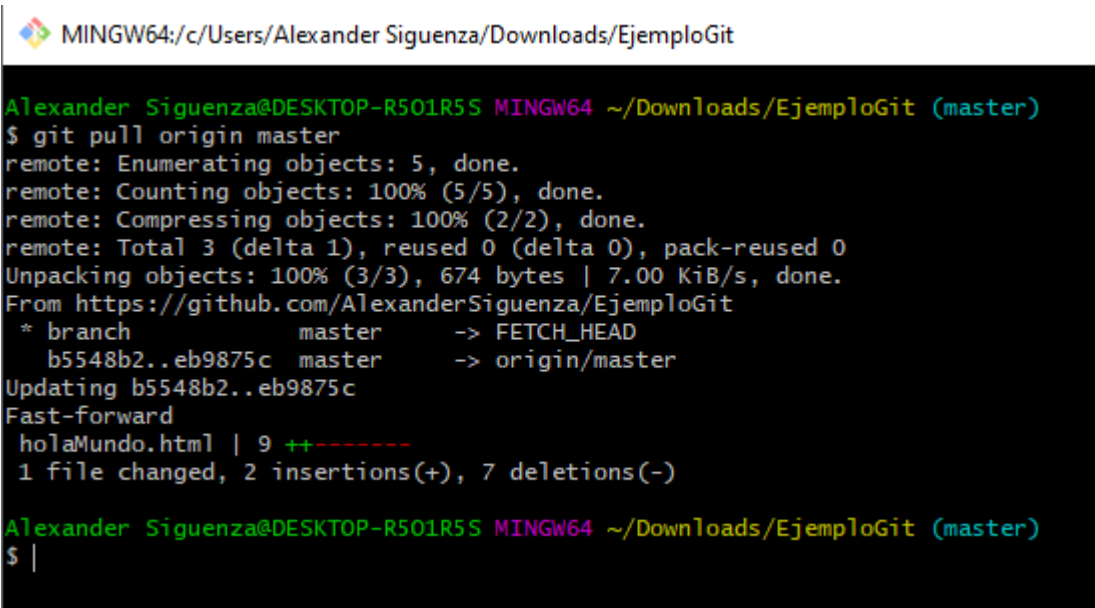 MINGW64:/c/Users/Alexander Siguenza/Downloads/EjemploGit
Alexander Siguenza@DESKTOP-R5O1R5S MINGW64 ~/Downloads/EjemploGit (master)
$ git pull origin master
remote: Enumerating objects: 5, done.
remote: Counting objects: 100% (5/5), done.
remote: Compressing objects: 100% (2/2), done.
remote: Total 3 (delta 1), reused 0 (delta 0), pack-reused 0
Unpacking objects: 100% (3/3), 674 bytes | 7.00 KiB/s, done.
From https://github.com/AlexanderSiguenza/EjemploGit
 * branch            master     -> FETCH_HEAD
   b5548b2..eb9875c  master     -> origin/master
Updating b5548b2..eb9875c
Fast-forward
 holaMundo.html | 9 ++-------
 1 file changed, 2 insertions(+), 7 deletions(-)
Alexander Siguenza@DESKTOP-R5O1R5S MINGW64 ~/Downloads/EjemploGit (master)
$